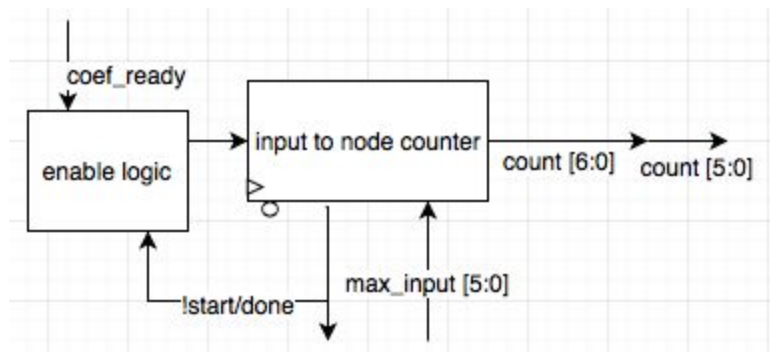 coef_ready
enable logic
input to node counter
count [6:0]
count [5:0]
!start/done
max_input [5:0]